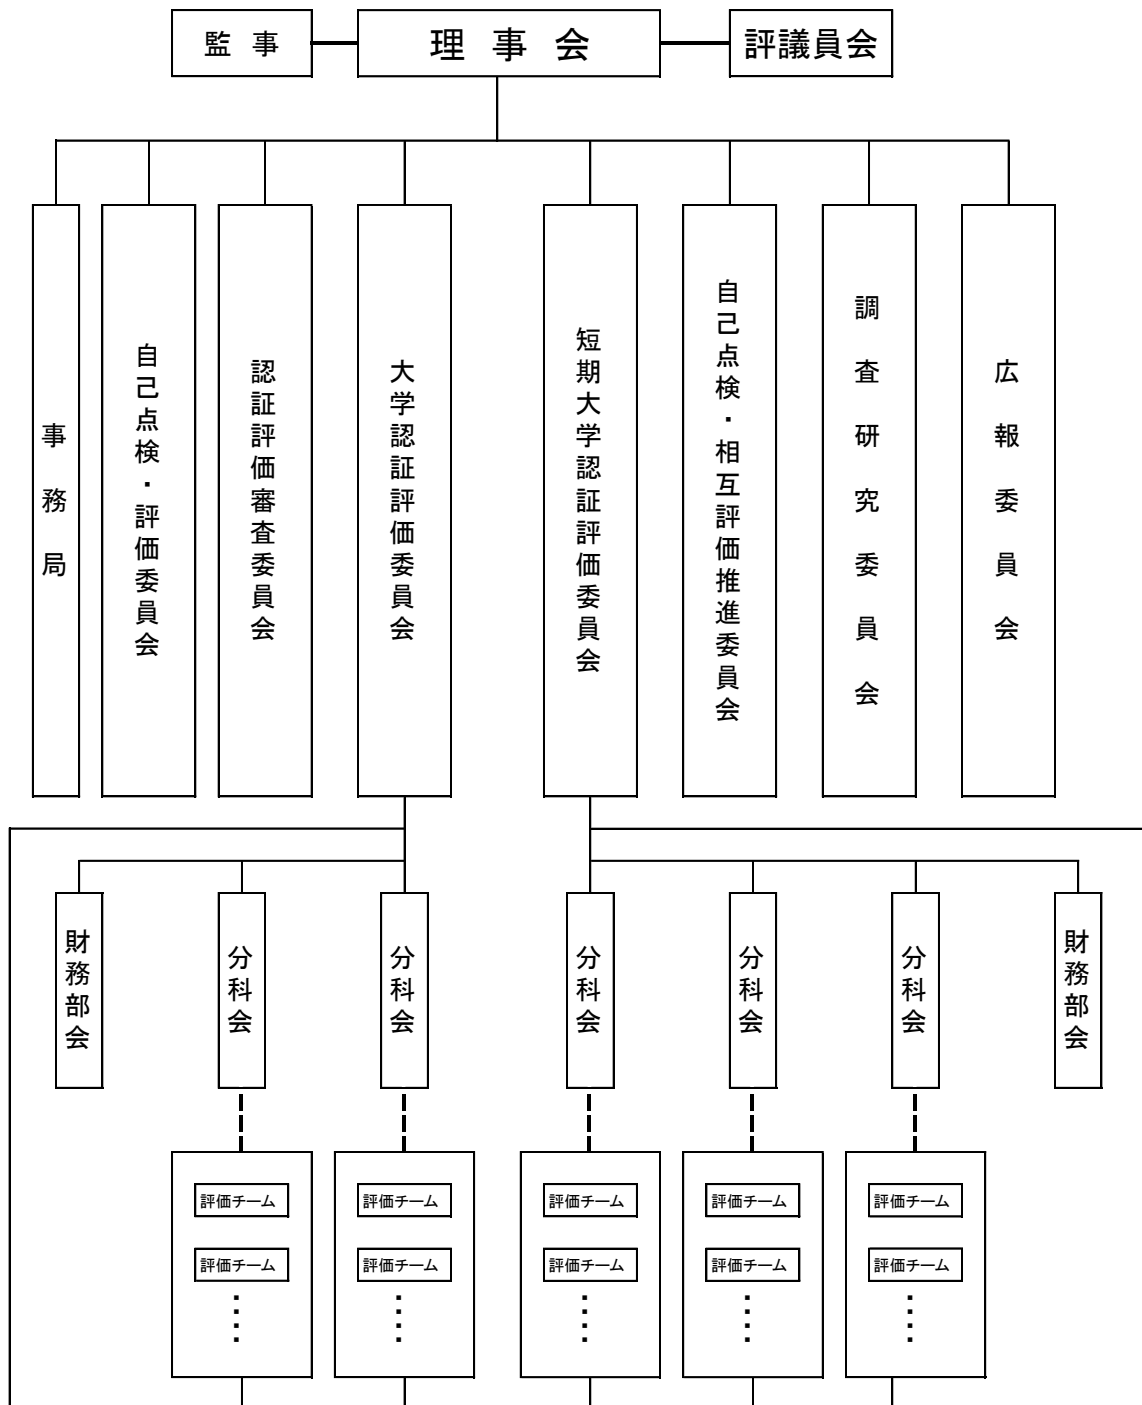 監 事
理 事 会
評議員会
事務局
自己点検・評価委員会
認証評価審査委員会
大学認証評価委員会
短期大学認証評価委員会
自己点検・相互評価推進委員会
調査研究委員会
広報委員会
財務部会
分科会
分科会
分科会
分科会
分科会
財務部会
評価チーム
評価チーム
評価チーム
評価チーム
評価チーム
評価チーム
評価チーム
評価チーム
評価チーム
評価チーム
・・・・
・・・・
・・・・
・・・・
・・・・